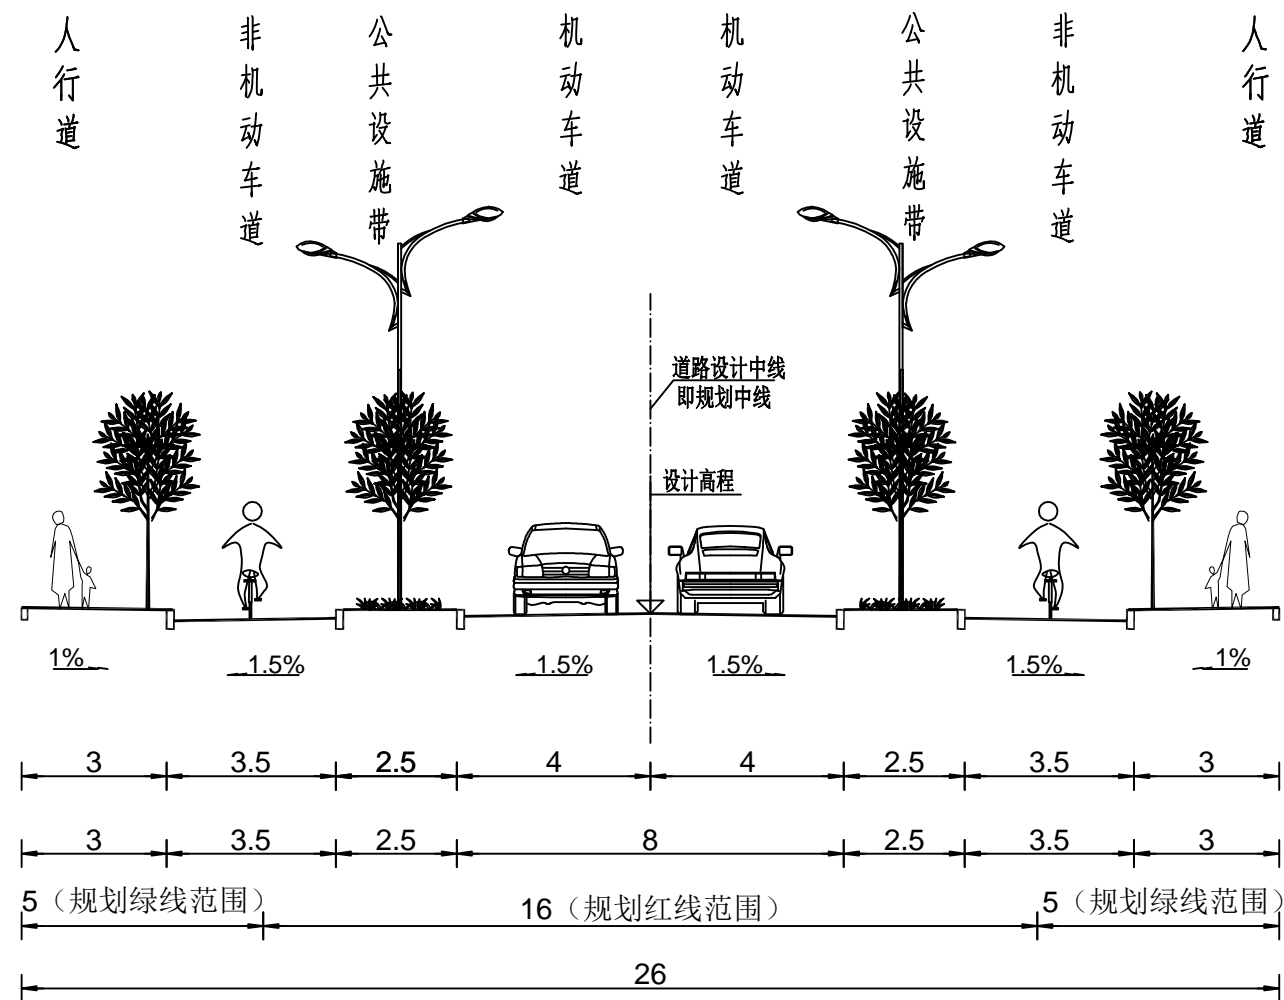 人行道
非机动车道
公共设施带
机动车道
机动车道
公共设施带
非机动车道
人行道
道路设计中线
即规划中线
设计高程
1%
1.5%
1.5%
1.5%
1.5%
1%
3
3.5
2.5
4
4
2.5
3.5
3
3
3.5
2.5
8
2.5
3.5
3
5（规划绿线范围）
16（规划红线范围）
5（规划绿线范围）
26